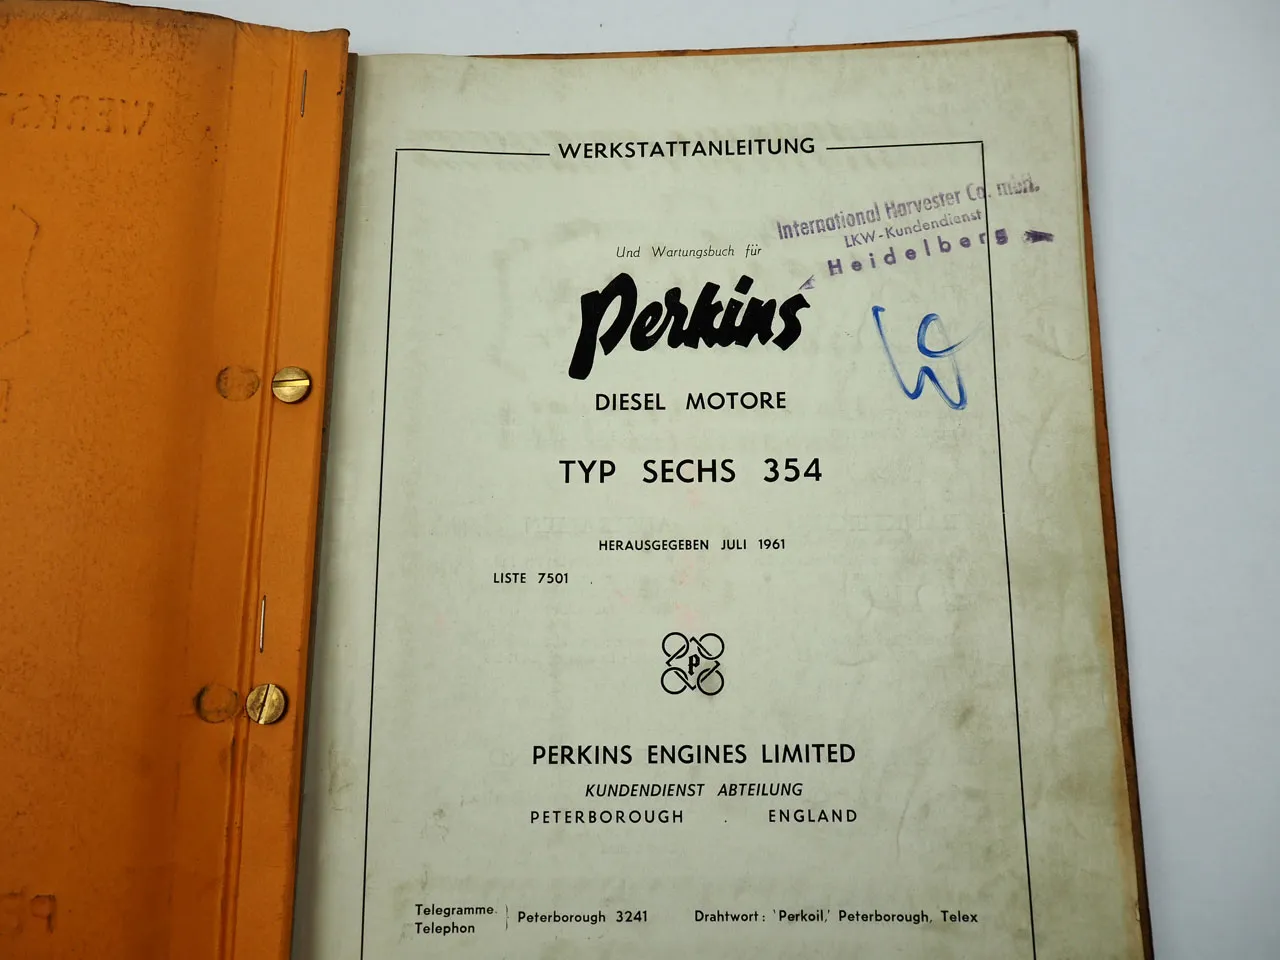 WERKSTATTANLEITUNG
International Harvester Co. mbH.
LKW-Kundendienst
Heidelberg
Und Wartungsbuch für
Perkins
DIESEL MOTORE
TYP SECHS 354
HERAUSGEGEBEN JULI 1961
LISTE 7501
P
PERKINS ENGINES LIMITED
KUNDENDIENST ABTEILUNG
PETERBOROUGH . ENGLAND
Telegramme
Telephon
Peterborough 3241
Drahtwort: 'Perkoil,' Peterborough, Telex